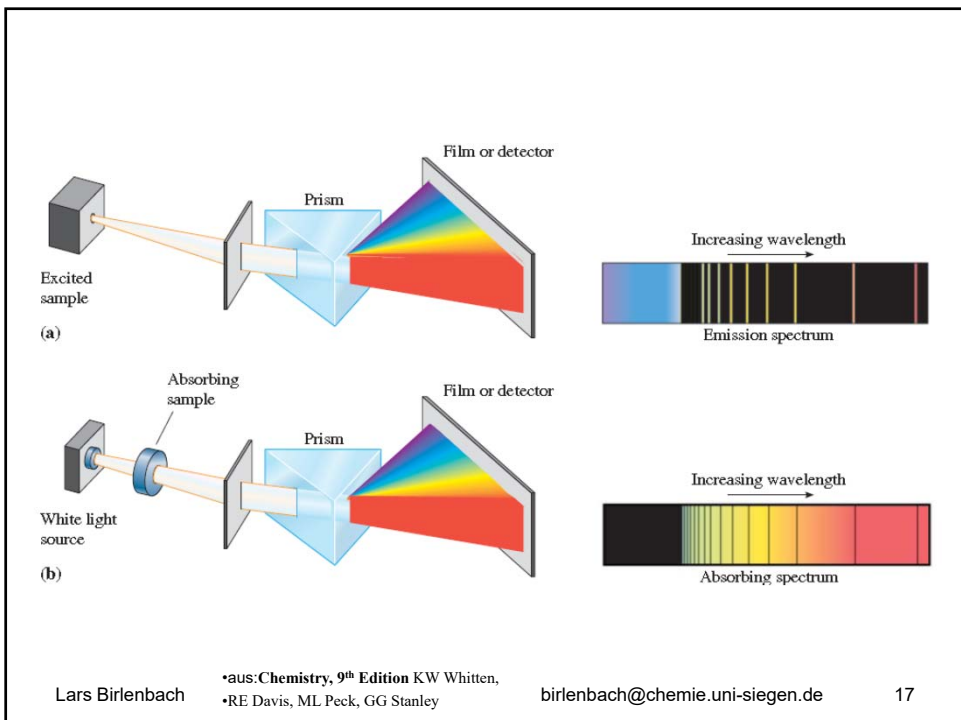 Film or detector
Prism
Increasing wavelength
Excited
sample
(a)
Emission spectrum
Absorbing
sample
Film or detector
Prism
Increasing wavelength
White light
source
(b)
Absorbing spectrum
•aus:Chemistry, 9th Edition KW Whitten,
•RE Davis, ML Peck, GG Stanley
Lars Birlenbach
birlenbach@chemie.uni-siegen.de
17